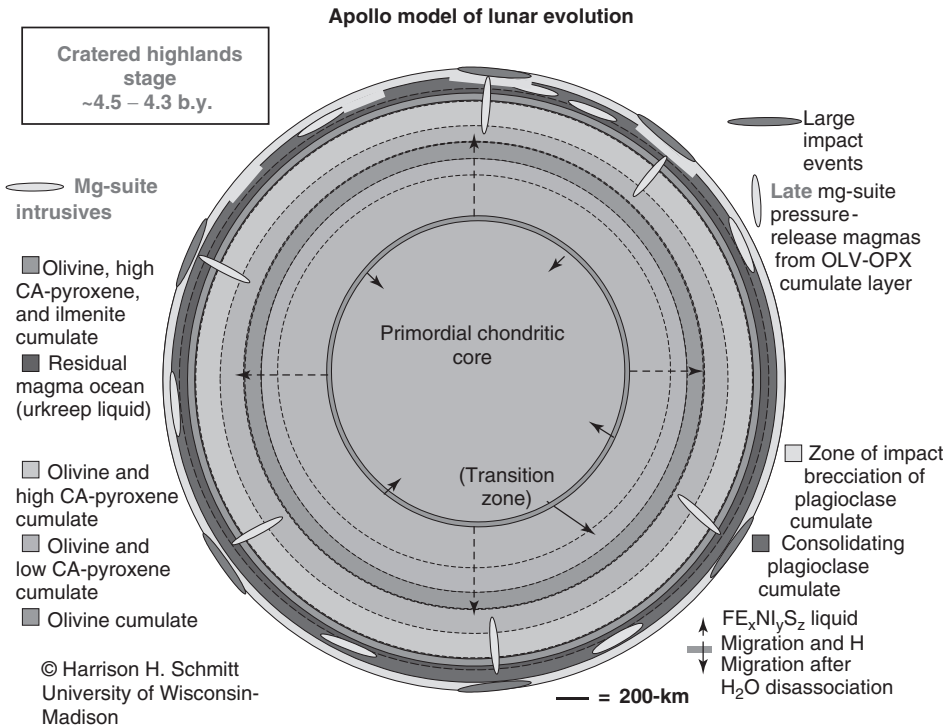 Apollo model of lunar evolution
Cratered highlands
stage
~4.5 – 4.3 b.y.
Mg-suite
intrusives
Olivine, high
CA-pyroxene,
and ilmenite
cumulate
Residual
magma ocean
(urkreep liquid)
Olivine and
high CA-pyroxene
cumulate
Olivine and
low CA-pyroxene
cumulate
Olivine cumulate
© Harrison H. Schmitt
University of Wisconsin-
Madison
Primordial chondritic
core
(Transition
zone)
Large
impact
events
Late mg-suite
pressure-
release magmas
from OLV-OPX
cumulate layer
Zone of impact
brecciation of
plagioclase
cumulate
Consolidating
plagioclase
cumulate
FExNIySz liquid
Migration and H
Migration after
H2O disassociation
= 200-km